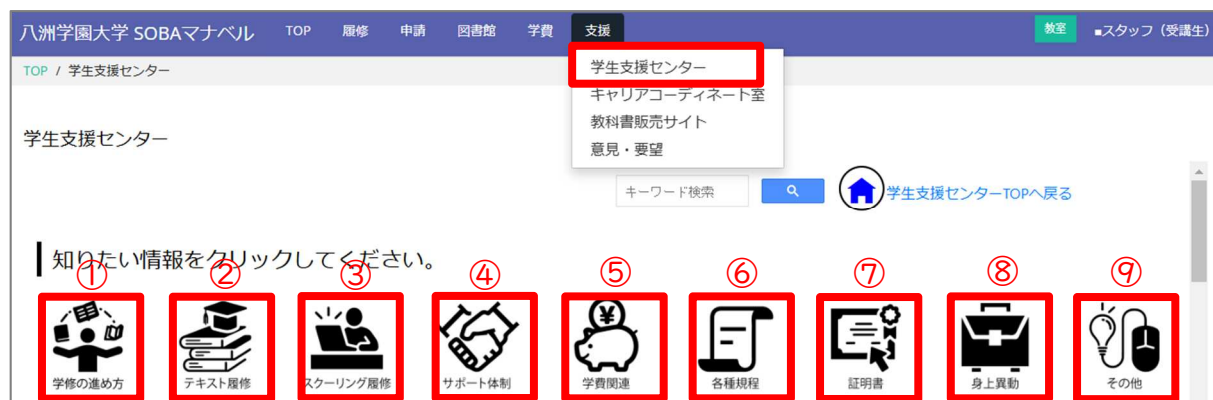 八洲学園大学 SOBAマナベル TOP 履修 申請 図書館 学費 支援 教室 ■スタッフ（受講生）
TOP / 学生支援センター
学生支援センター
キャリアコーディネート室
教科書販売サイト
意見・要望
学生支援センター
キーワード検索 学生支援センターTOPへ戻る
知りたい情報をクリックしてください。
① ② ③ ④ ⑤ ⑥ ⑦ ⑧ ⑨
学修の進め方 テキスト履修 スクーリング履修 サポート体制 学費関連 各種規程 証明書 身上異動 その他